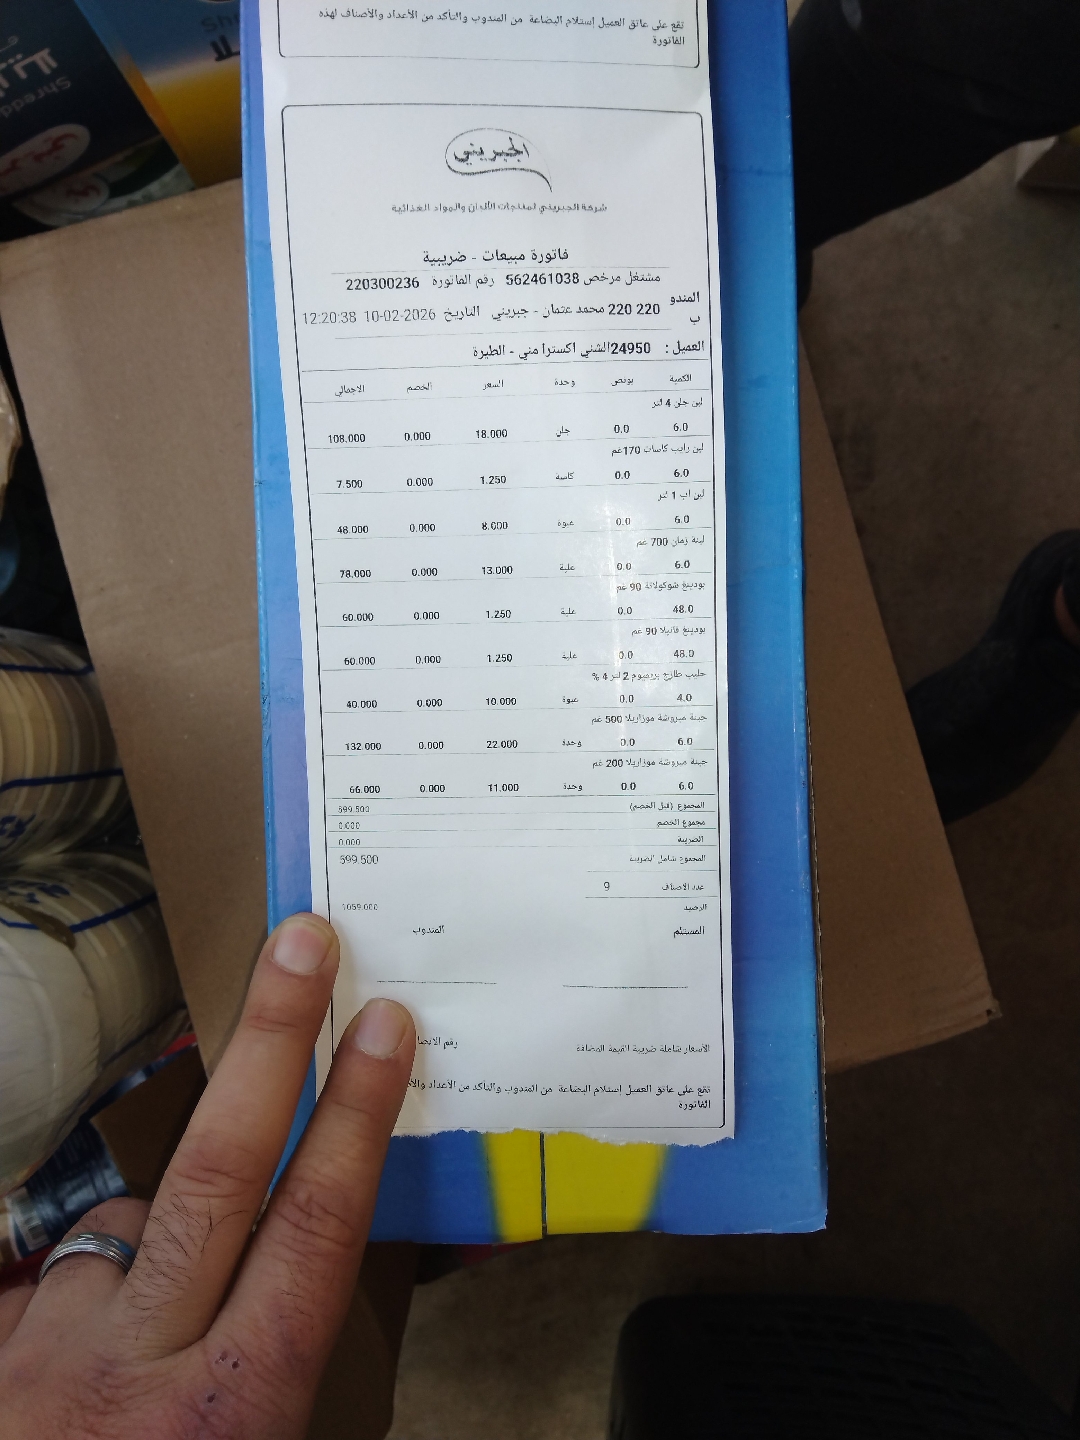 تقع على عاتق العميل إستلام البضاعة من المندوب والتأكد من الأعداد والأصناف لهذه
الفاتورة
الجبريني
شركة الجبريني لمنتجات الألبان والمواد الغذائية
فاتورة مبيعات - ضريبية
مشتغل مرخص 562461038 رقم الفاتورة 220300236
المندوب 220 220 محمد عثمان - جبريني التاريخ 10-02-2026 12:20:38
العميل : 24950الشني اكسترا مني - الطيرة
الكمية بونص وحدة السعر الخصم الاجمالي
لبن جلن 4 لتر
6.0 0.0 جلن 18.000 0.000 108.000
لبن رايب كاسات 170غم
6.0 0.0 كاسة 1.250 0.000 7.500
لبن اب 1 لتر
6.0 0.0 عبوة 8.000 0.000 48.000
لبنة زمان 700 غم
6.0 0.0 علبة 13.000 0.000 78.000
بودينغ شوكولاتة 90 غم
48.0 0.0 علبة 1.250 0.000 60.000
بودينغ فانيلا 90 غم
48.0 0.0 علبة 1.250 0.000 60.000
حليب طازج بريميوم 2 لتر 4 %
4.0 0.0 عبوة 10.000 0.000 40.000
جبنة مبروشة موزاريلا 500 غم
6.0 0.0 وحدة 22.000 0.000 132.000
جبنة مبروشة موزاريلا 200 غم
6.0 0.0 وحدة 11.000 0.000 66.000
المجموع (قبل الخصم) 599.500
مجموع الخصم 0.000
الضريبة 0.000
المجموع شامل الضريبة 599.500
عدد الاصناف 9
الرصيد 1059.000
المستلم المندوب
الأسعار شاملة ضريبة القيمة المضافة رقم
تقع على عاتق العميل إستلام البضاعة من المندوب والتأكد من الأعداد
الفاتورة